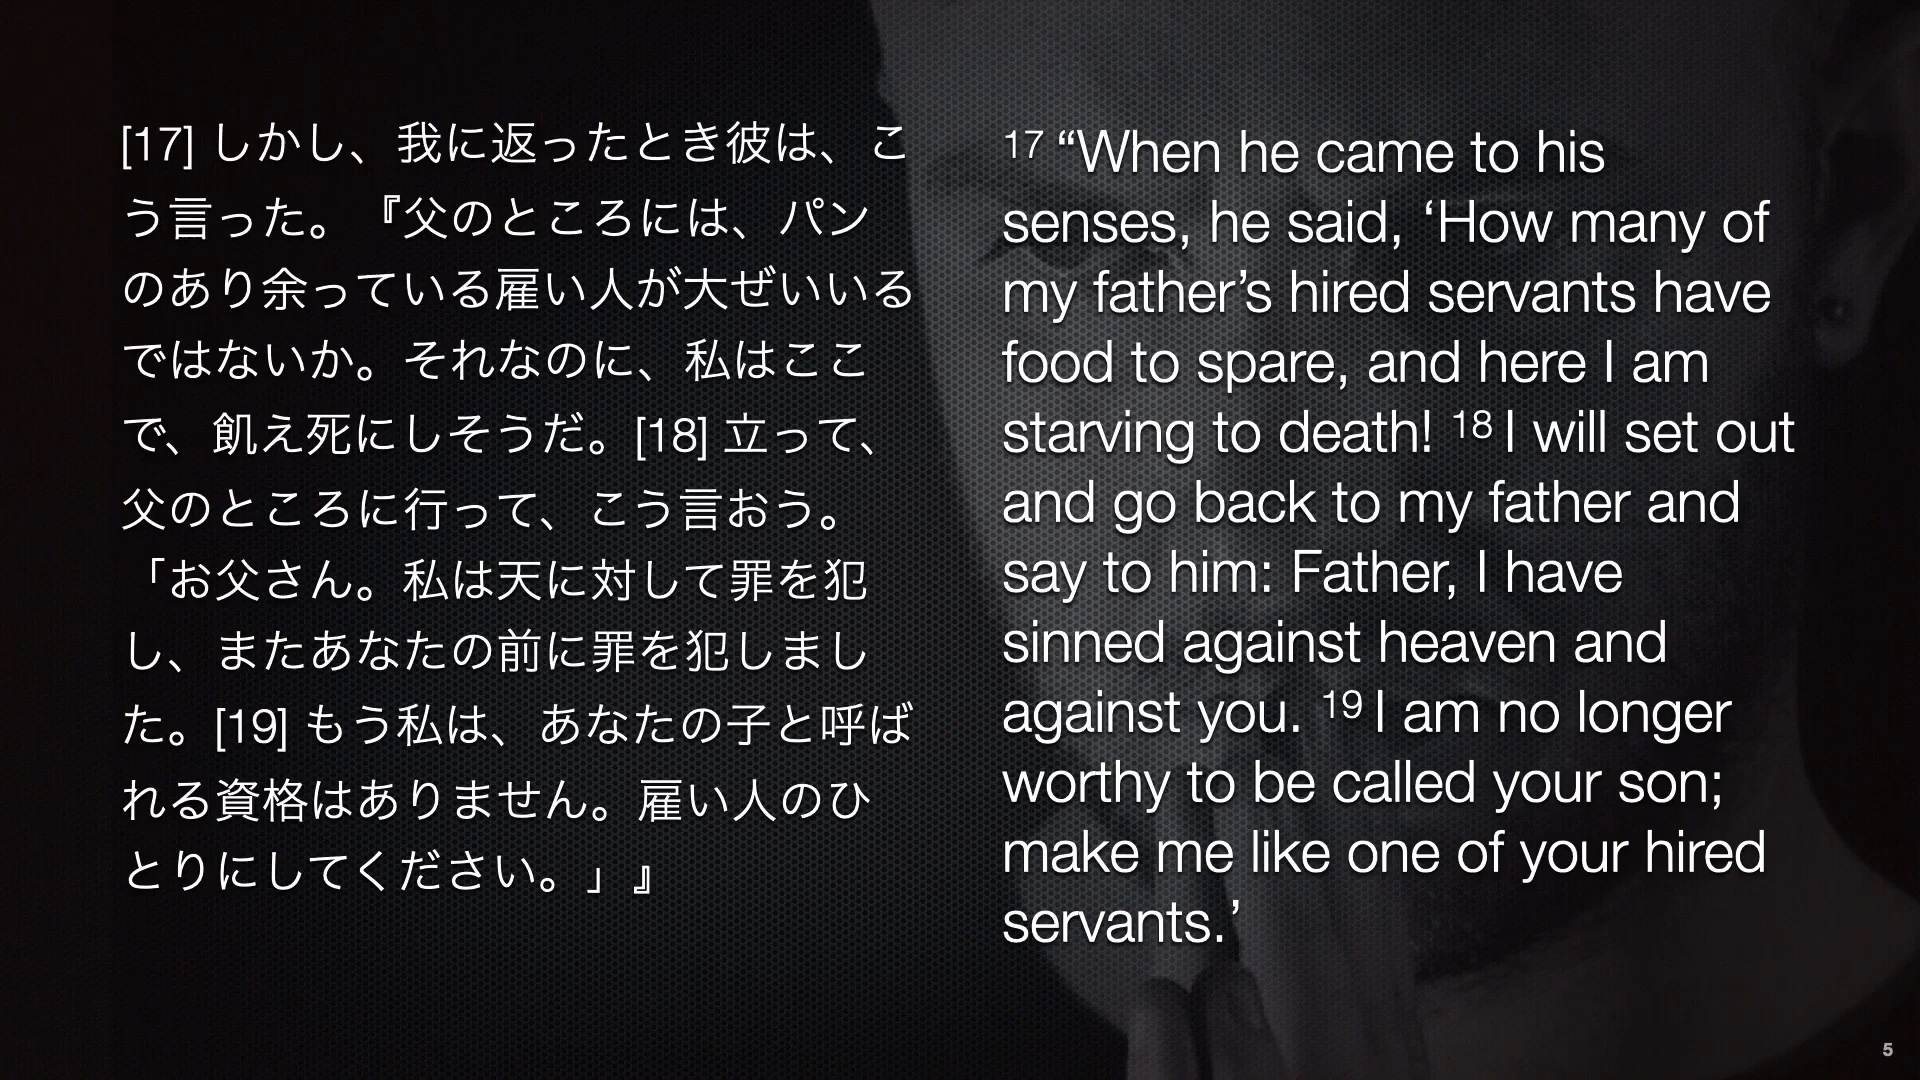 [17] しかし、我に返ったとき彼は、こ
う言った。『父のところには、パン
のあり余っている雇い人が大ぜいいる
ではないか。それなのに、私はここ
で、飢え死にしそうだ。[18] 立って、
父のところに行って、こう言おう。
「お父さん。私は天に対して罪を犯
し、またあなたの前に罪を犯しまし
た。[19] もう私は、あなたの子と呼ば
れる資格はありません。雇い人のひ
とりにしてください。」』
17 “When he came to his
senses, he said, ‘How many of
my father’s hired servants have
food to spare, and here I am
starving to death! 18 I will set out
and go back to my father and
say to him: Father, I have
sinned against heaven and
against you. 19 I am no longer
worthy to be called your son;
make me like one of your hired
servants.’
5